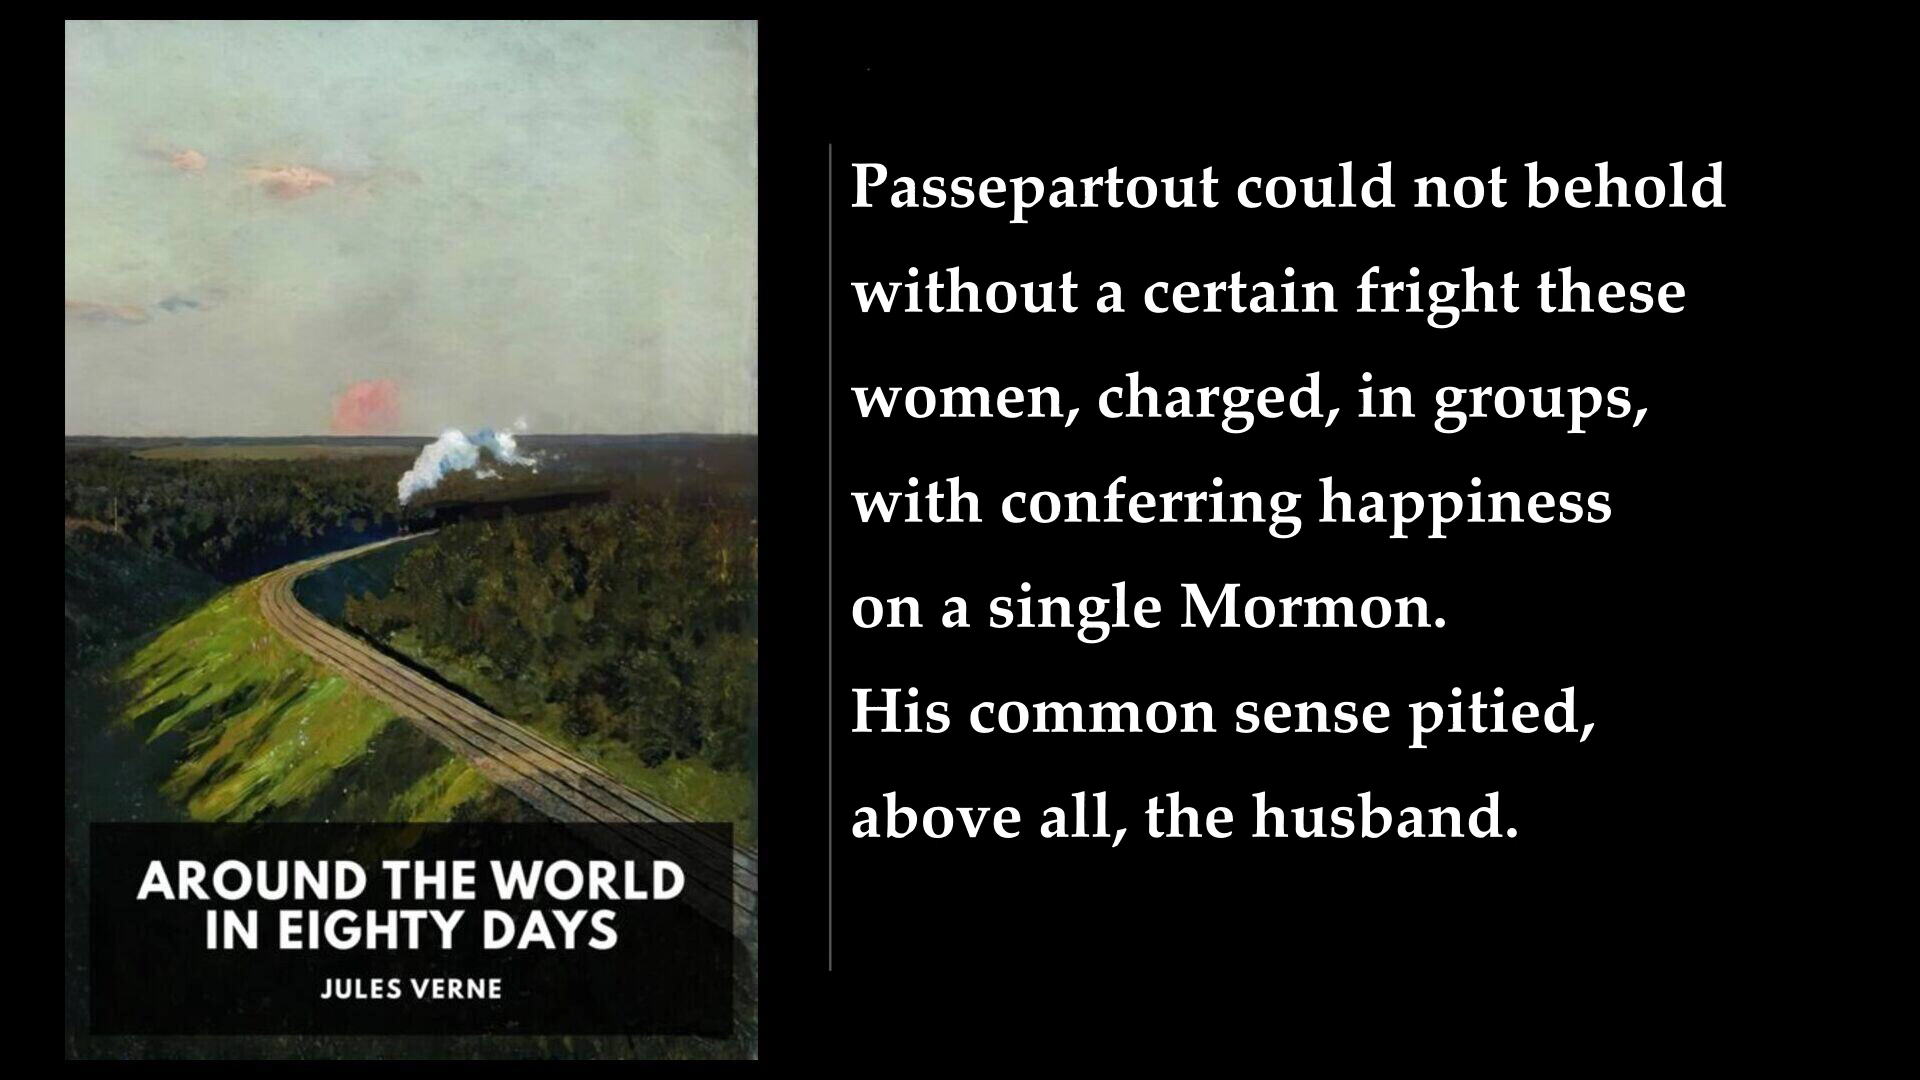 AROUND THE WORLD
IN EIGHTY DAYS
JULES VERNE
Passepartout could not behold
without a certain fright these
women, charged, in groups,
with conferring happiness
on a single Mormon.
His common sense pitied,
above all, the husband.